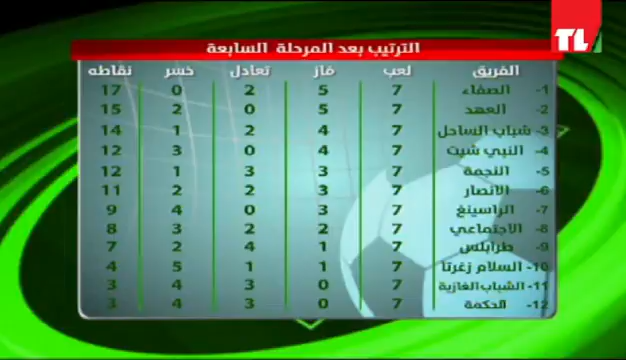 TL
الترتيب بعد المرحلة السابعة
الفريق لعب فاز تعادل خسر نقاطه
1- الصفاء 7 5 2 0 17
2- العهد 7 5 0 2 15
3- شباب الساحل 7 4 2 1 14
4- النبي شيت 7 4 0 3 12
5- النجمة 7 3 3 1 12
6- الأنصار 7 3 2 2 11
7- الراسينغ 7 3 0 4 9
8- الاجتماعي 7 2 2 3 8
9- طرابلس 7 1 4 2 7
10- السلام زغرتا 7 1 1 5 4
11- الشباب الغازية 7 0 3 4 3
12- الحكمة 7 0 3 4 3